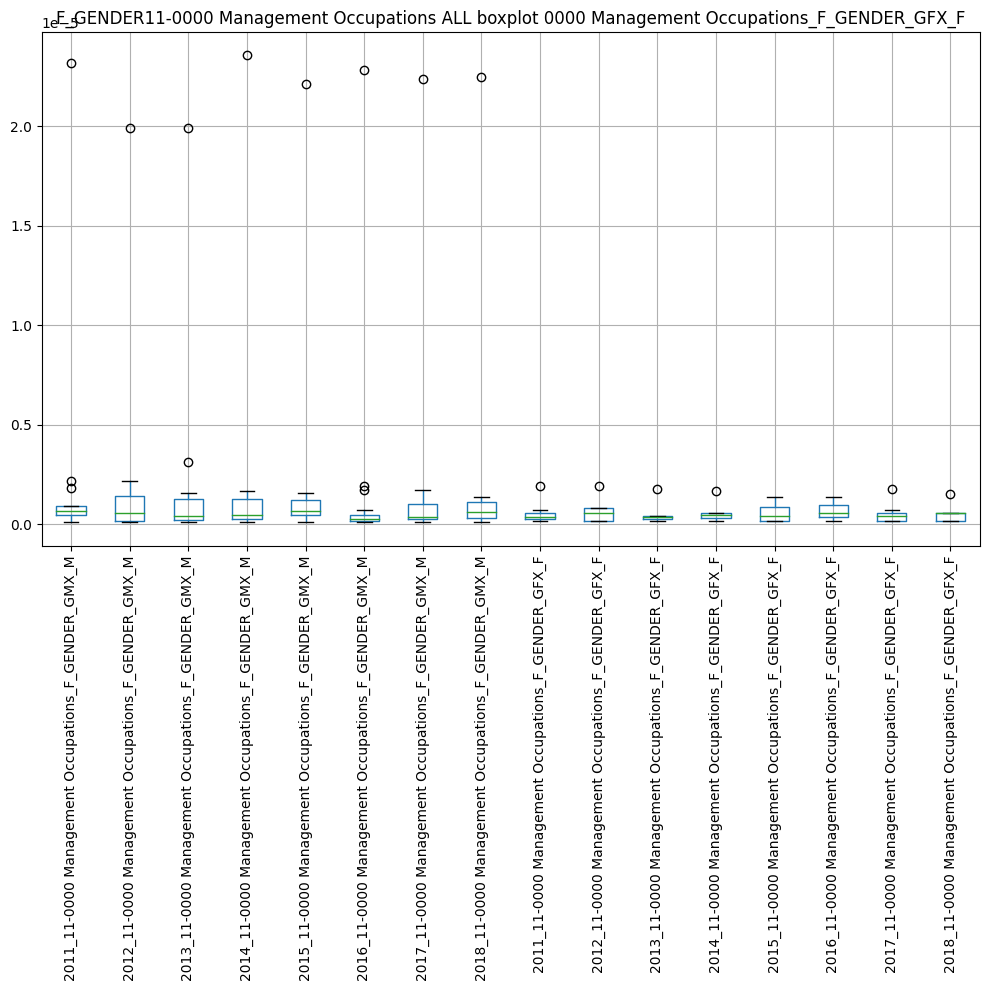 F_GENDER11-0000 Management Occupations ALL boxplot 0000 Management Occupations_F_GENDER_GFX_F
1e−5
2.0
1.5
1.0
0.5
0.0
2011_11-0000 Management Occupations_F_GENDER_GMX_M
2012_11-0000 Management Occupations_F_GENDER_GMX_M
2013_11-0000 Management Occupations_F_GENDER_GMX_M
2014_11-0000 Management Occupations_F_GENDER_GMX_M
2015_11-0000 Management Occupations_F_GENDER_GMX_M
2016_11-0000 Management Occupations_F_GENDER_GMX_M
2017_11-0000 Management Occupations_F_GENDER_GMX_M
2018_11-0000 Management Occupations_F_GENDER_GMX_M
2011_11-0000 Management Occupations_F_GENDER_GFX_F
2012_11-0000 Management Occupations_F_GENDER_GFX_F
2013_11-0000 Management Occupations_F_GENDER_GFX_F
2014_11-0000 Management Occupations_F_GENDER_GFX_F
2015_11-0000 Management Occupations_F_GENDER_GFX_F
2016_11-0000 Management Occupations_F_GENDER_GFX_F
2017_11-0000 Management Occupations_F_GENDER_GFX_F
2018_11-0000 Management Occupations_F_GENDER_GFX_F